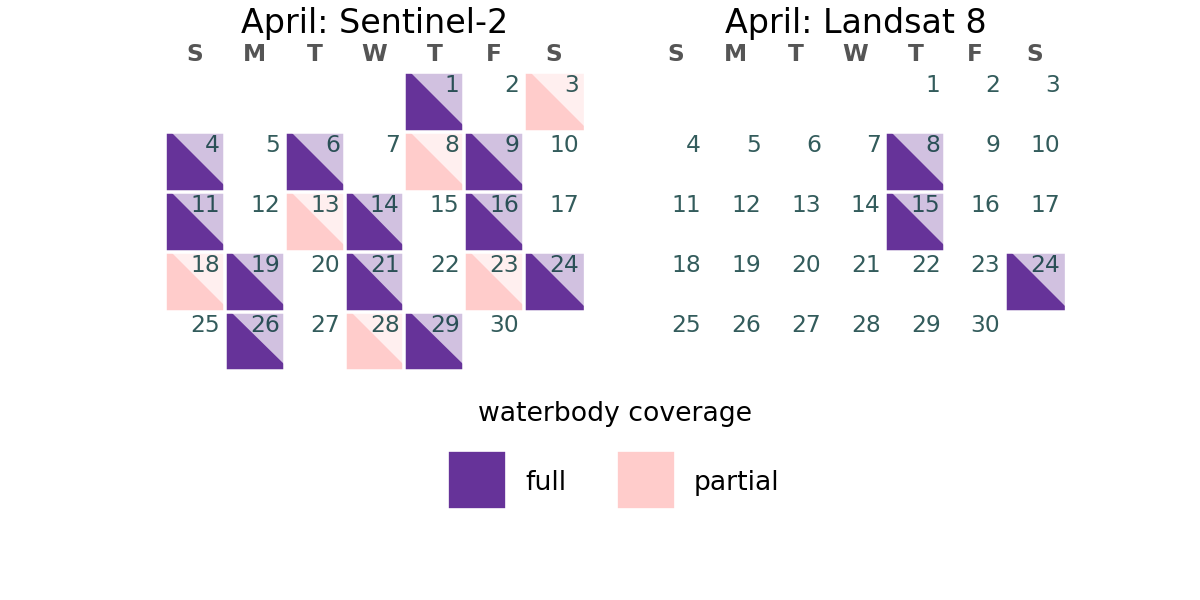 April: Sentinel-2
S M T W T F S
1 2 3
4 5 6 7 8 9 10
11 12 13 14 15 16 17
18 19 20 21 22 23 24
25 26 27 28 29 30
April: Landsat 8
S M T W T F S
1 2 3
4 5 6 7 8 9 10
11 12 13 14 15 16 17
18 19 20 21 22 23 24
25 26 27 28 29 30
waterbody coverage
full partial